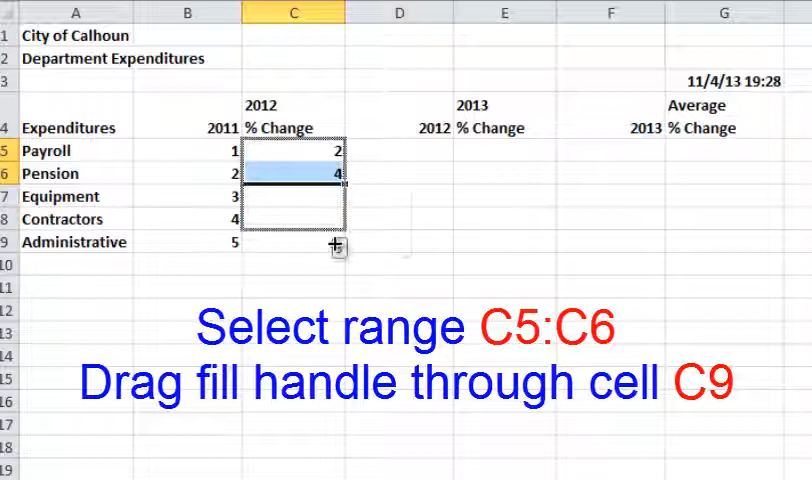 A B C D E F G
1 City of Calhoun
2 Department Expenditures
3 11/4/13 19:28
2012 2013 Average
4 Expenditures 2011 % Change 2012 % Change 2013 % Change
5 Payroll 1 2
6 Pension 2 4
7 Equipment 3
8 Contractors 4
9 Administrative 5
10
11
12
Select range C5:C6
13
14
Drag fill handle through cell C9
15
16
17
18
19